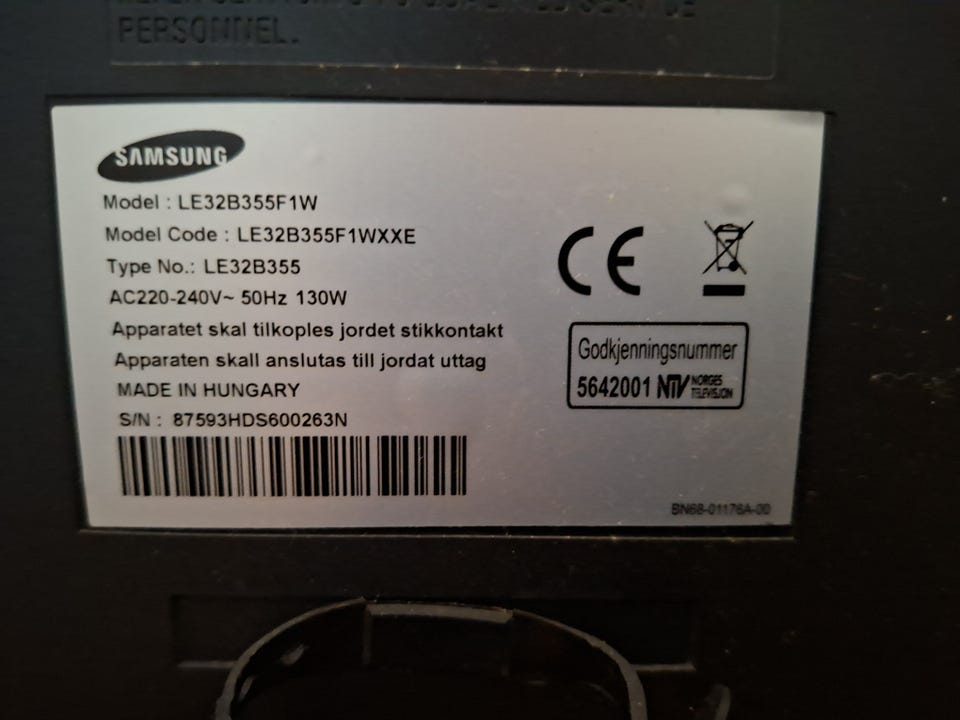 PERSONNEL.
SAMSUNG
Model : LE32B355F1W
Model Code : LE32B355F1WXXE
Type No.: LE32B355
AC220-240V~ 50Hz 130W
Apparatet skal tilkoples jordet stikkontakt
Apparaten skall anslutas till jordat uttag
MADE IN HUNGARY
S/N : 87593HDS600263N
CE
Godkjenningsnummer
5642001 NTV NORGES
TELEVISJON
BN68-01176A-00